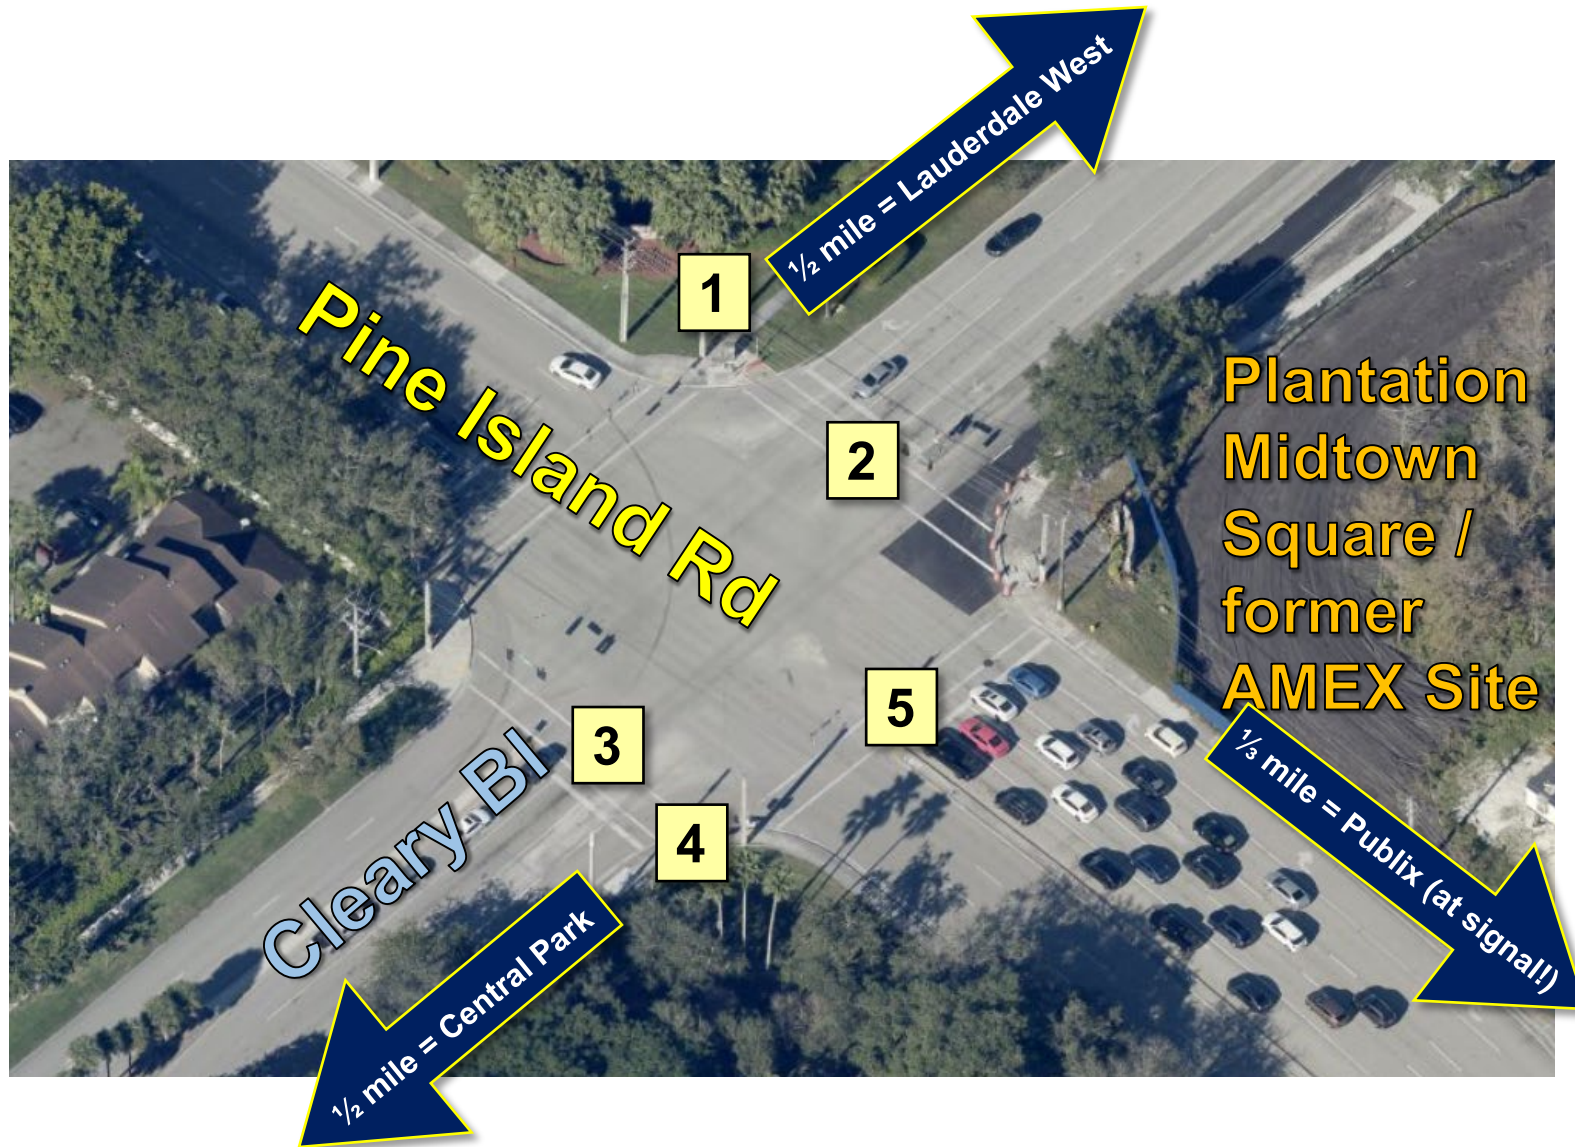 ½ mile = Lauderdale West
1
Pine Island Rd
2
Plantation
Midtown
Square /
former
AMEX Site
5
3
Cleary Bl
⅓ mile = Publix (at signal!)
4
½ mile = Central Park